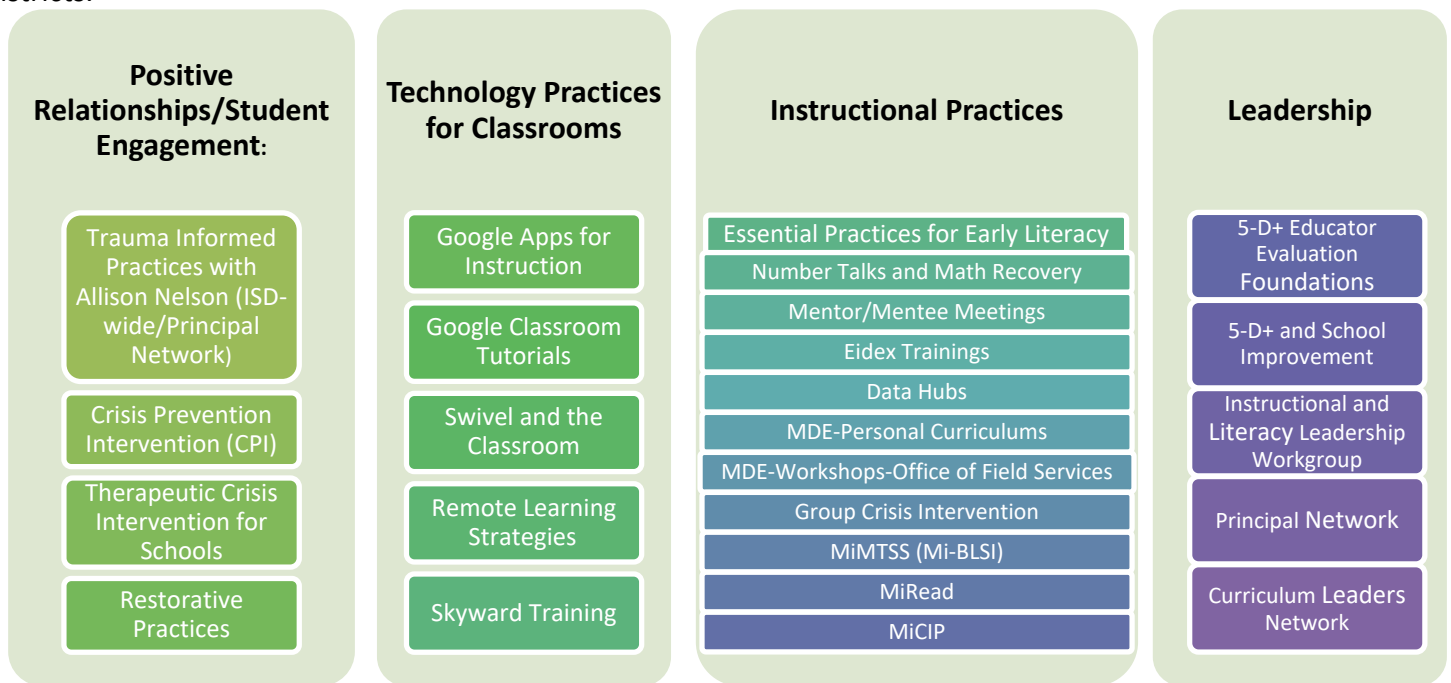 Positive
Relationships/Student
Engagement:
Trauma Informed
Practices with
Allison Nelson (ISD-
wide/Principal
Network)
Crisis Prevention
Intervention (CPI)
Therapeutic Crisis
Intervention for
Schools
Restorative
Practices
Technology Practices
for Classrooms
Google Apps for
Instruction
Google Classroom
Tutorials
Swivel and the
Classroom
Remote Learning
Strategies
Skyward Training
Instructional Practices
Essential Practices for Early Literacy
Number Talks and Math Recovery
Mentor/Mentee Meetings
Eidex Trainings
Data Hubs
MDE-Personal Curriculums
MDE-Workshops-Office of Field Services
Group Crisis Intervention
MiMTSS (Mi-BLSI)
MiRead
MiCIP
Leadership
5-D+ Educator
Evaluation
Foundations
5-D+ and School
Improvement
Instructional and
Literacy Leadership
Workgroup
Principal Network
Curriculum Leaders
Network